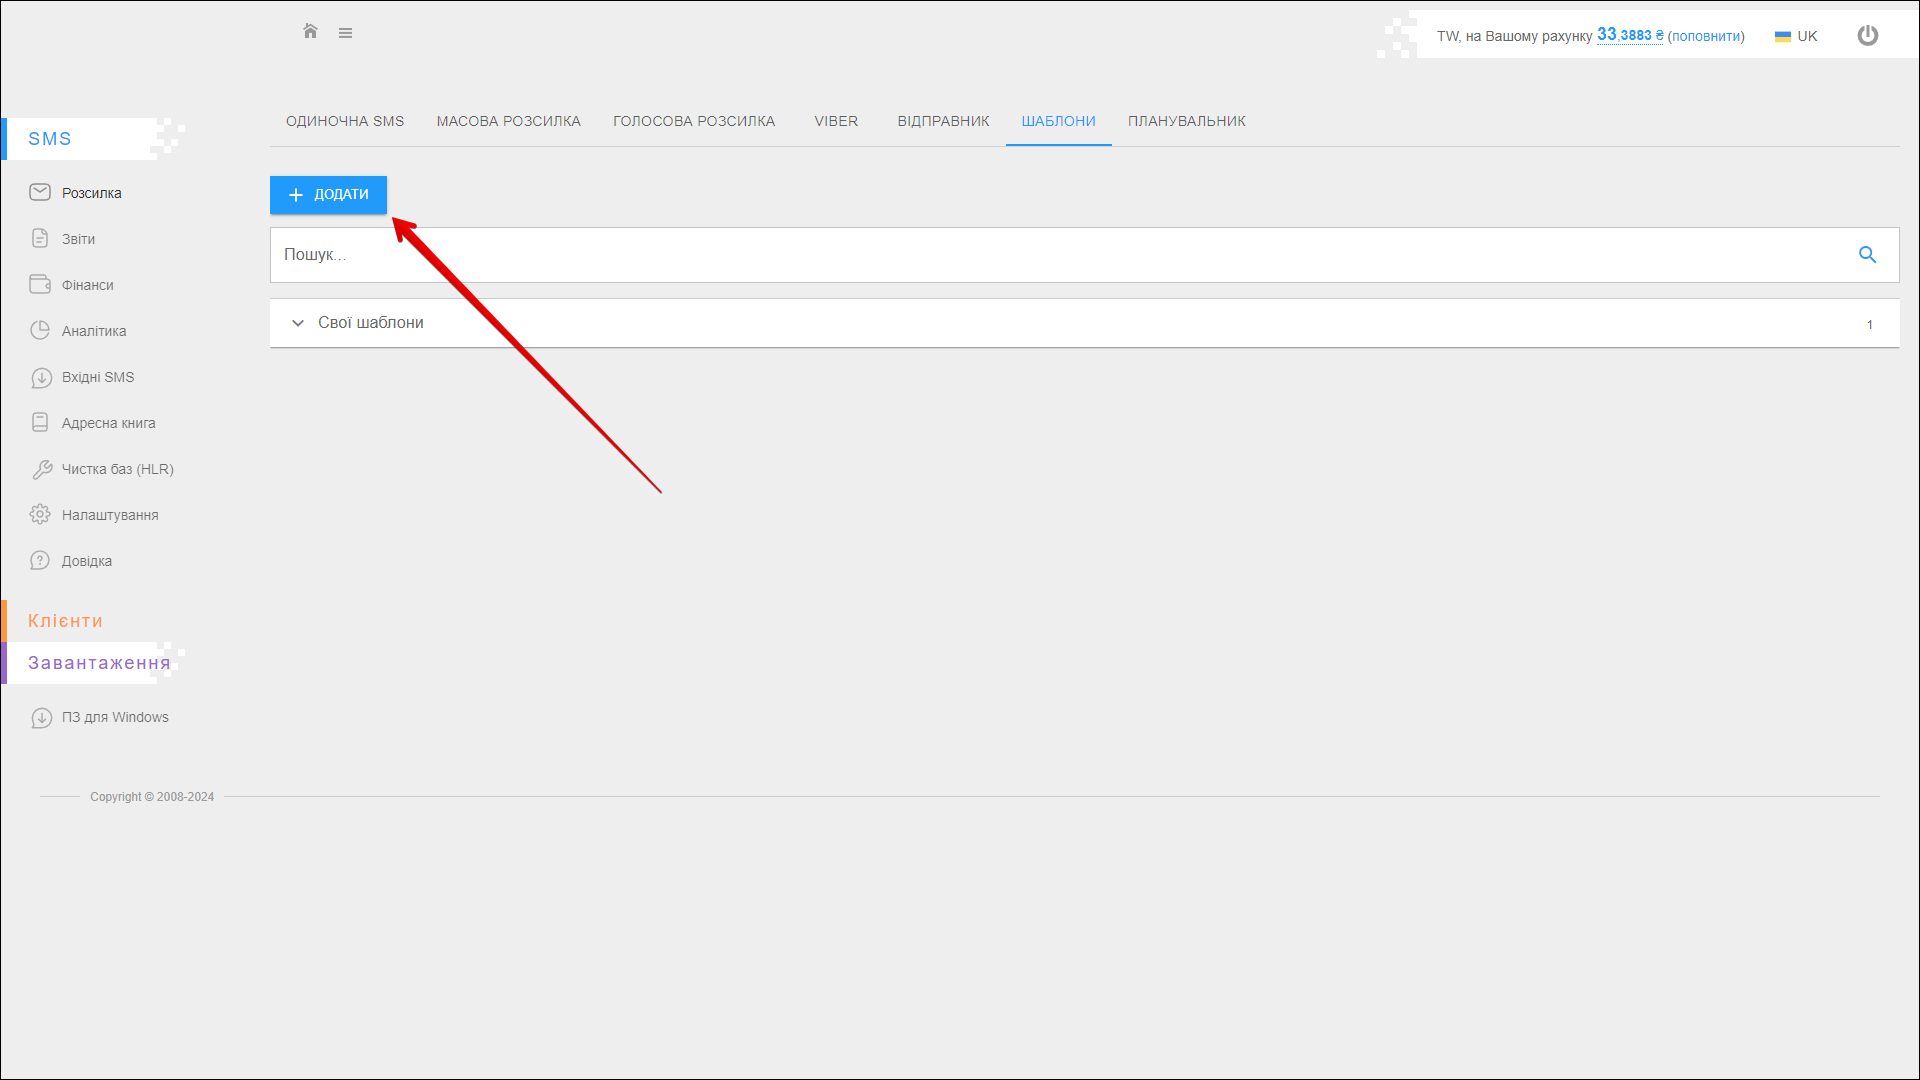 TW, на Вашому рахунку 33,3883 ₴ (поповнити) UK
SMS
ОДИНОЧНА SMS МАСОВА РОЗСИЛКА ГОЛОСОВА РОЗСИЛКА VIBER ВІДПРАВНИК ШАБЛОНИ ПЛАНУВАЛЬНИК
Розсилка
Звіти
Фінанси
Аналітика
Вхідні SMS
Адресна книга
Чистка баз (HLR)
Налаштування
Довідка
Клієнти
Завантаження
ПЗ для Windows
ДОДАТИ
Пошук...
Свої шаблони 1
Copyright © 2008-2024